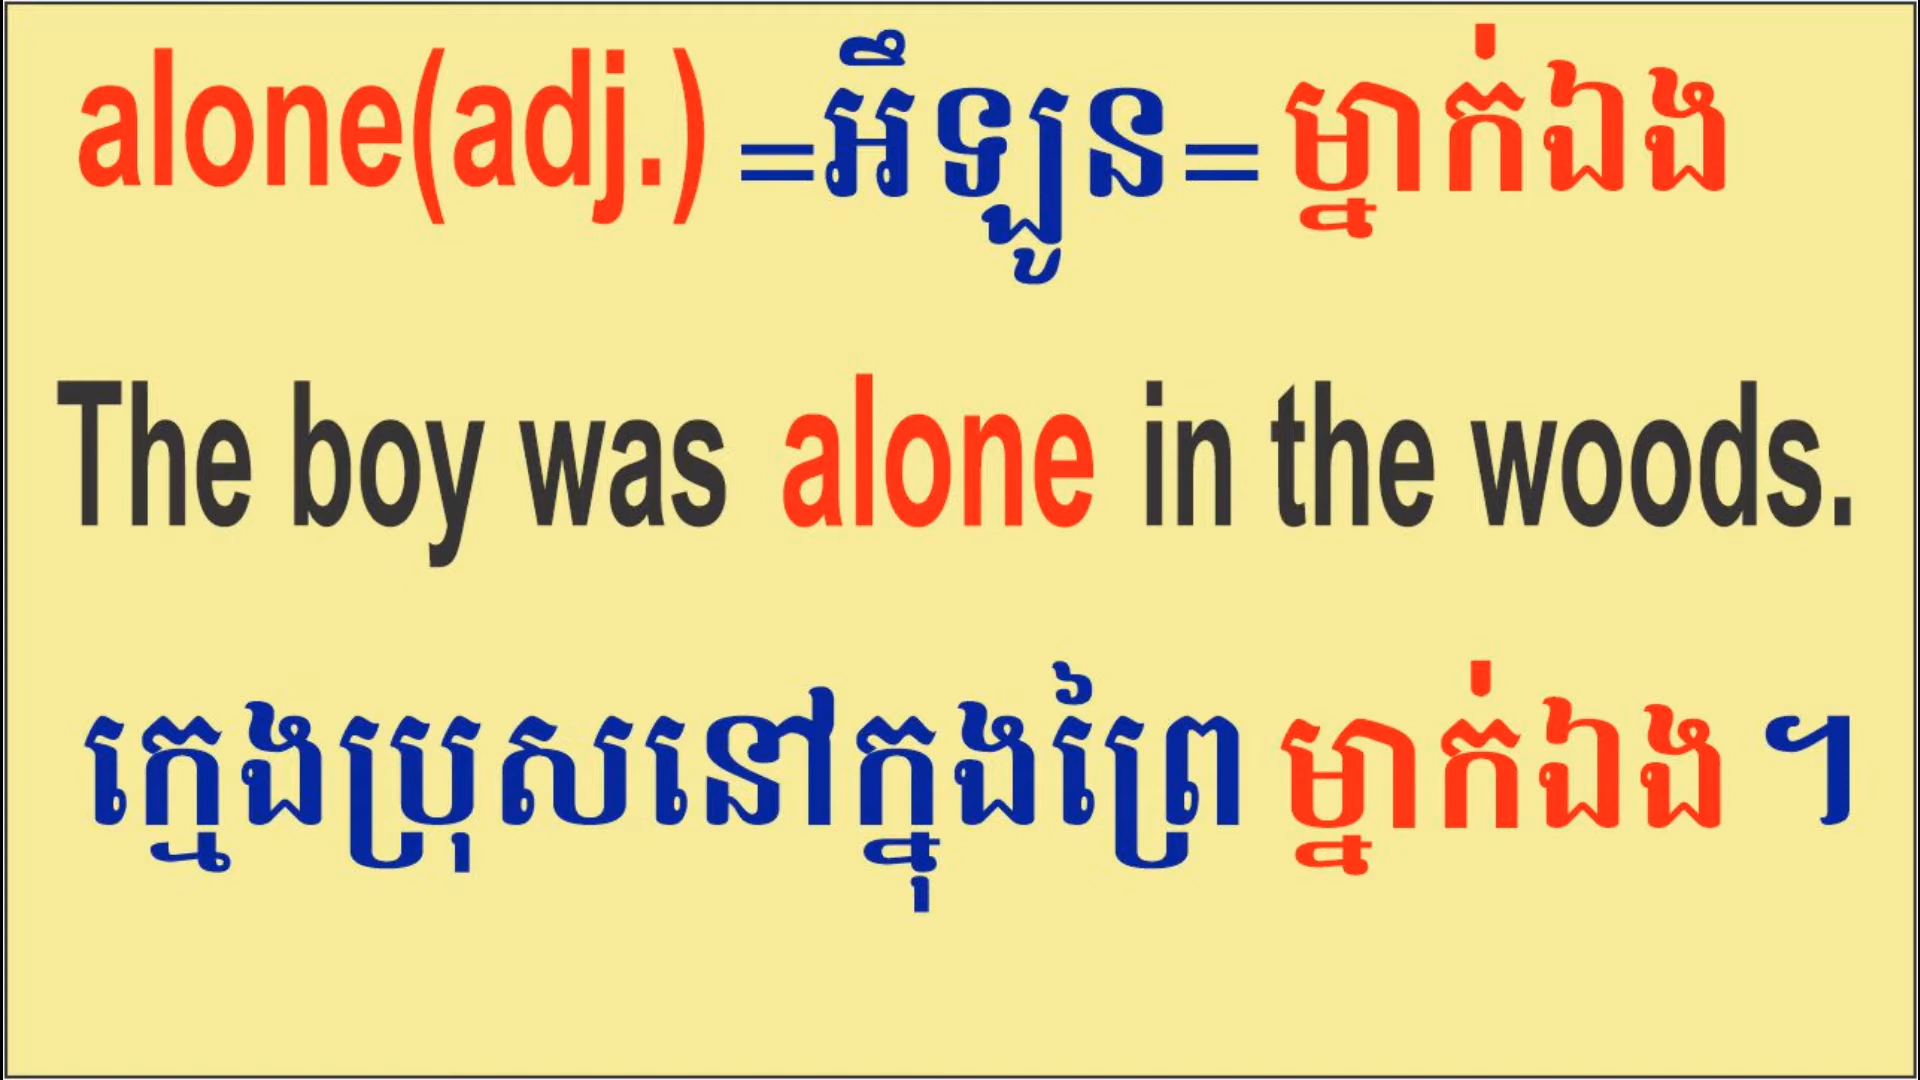 alone(adj.) =អឹឡូន= ម្នាក់ឯង
The boy was alone in the woods.
ក្មេងប្រុសនៅក្នុងព្រៃ ម្នាក់ឯង ។